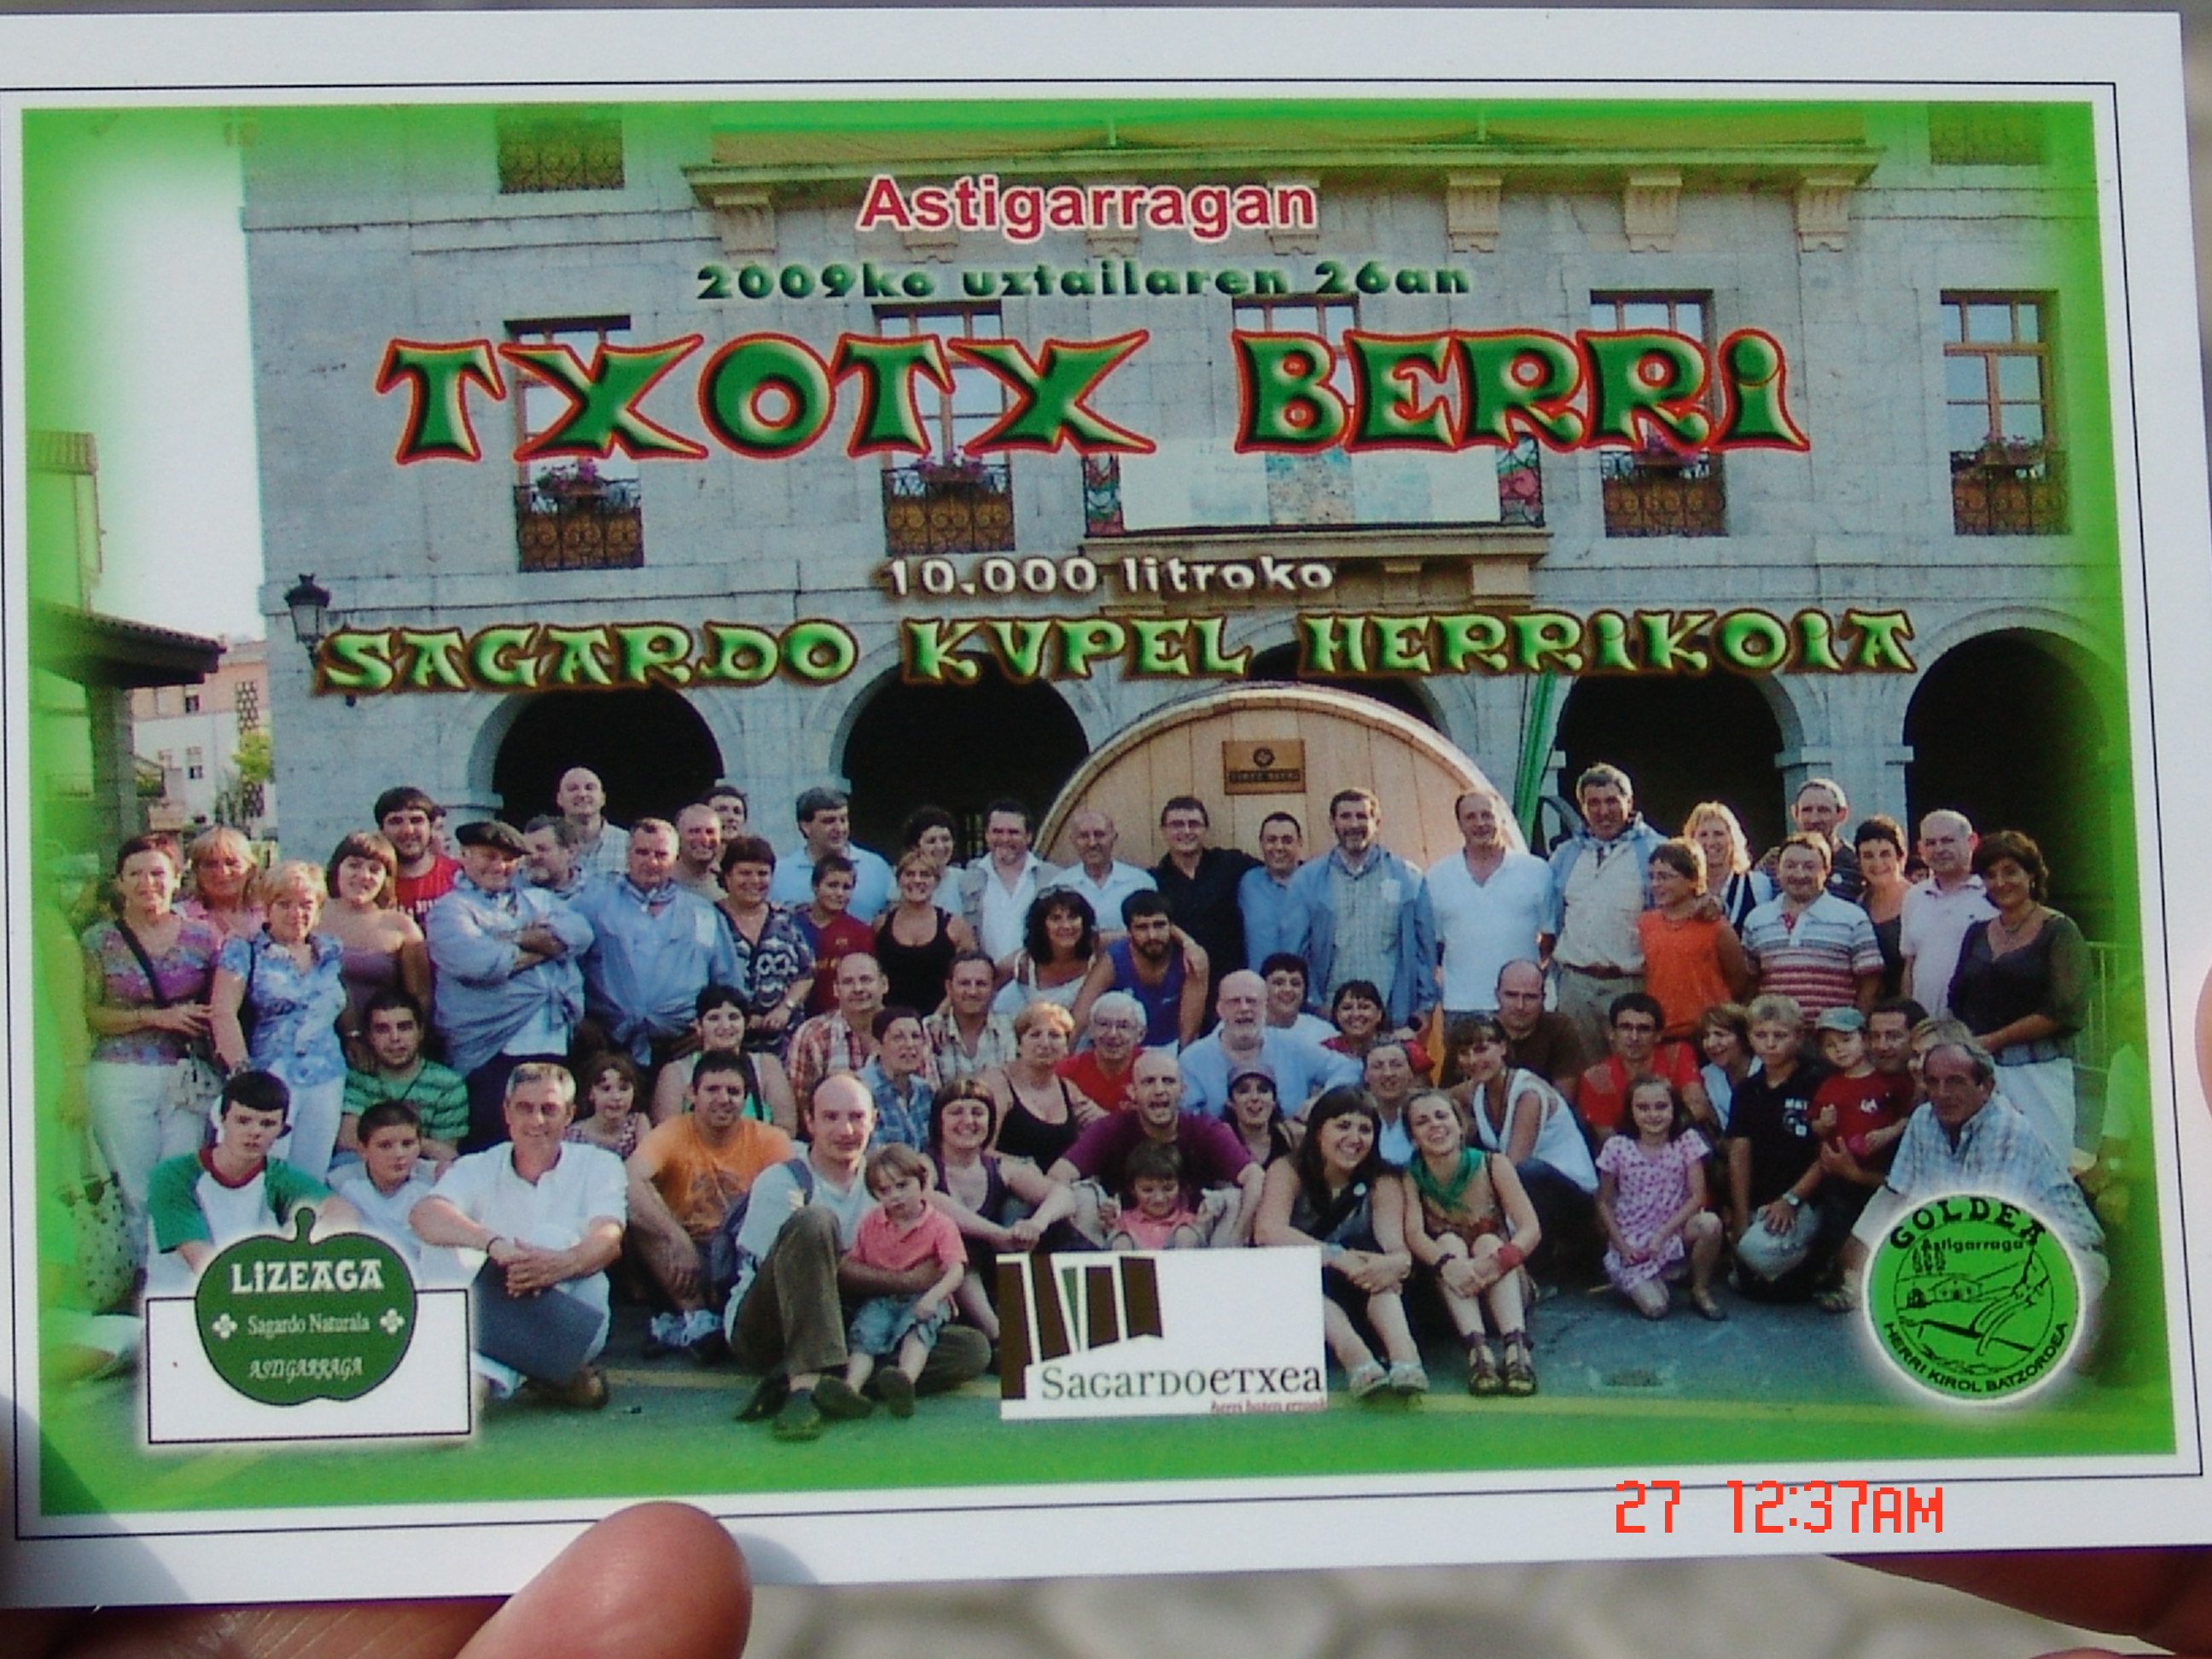 Astigarragan
2009ko uztailaren 26an
TXOTX BERRi
10.000 litroko
SAGARDO KUPEL HERRIKOIA
LiZEAGA
Sagardo Naturala
ASTIGARRAGA
SAGARDOETXEA
GOLDEA
Astigarraga
HERRI KIROL BATZORDEA
27 12:37AM